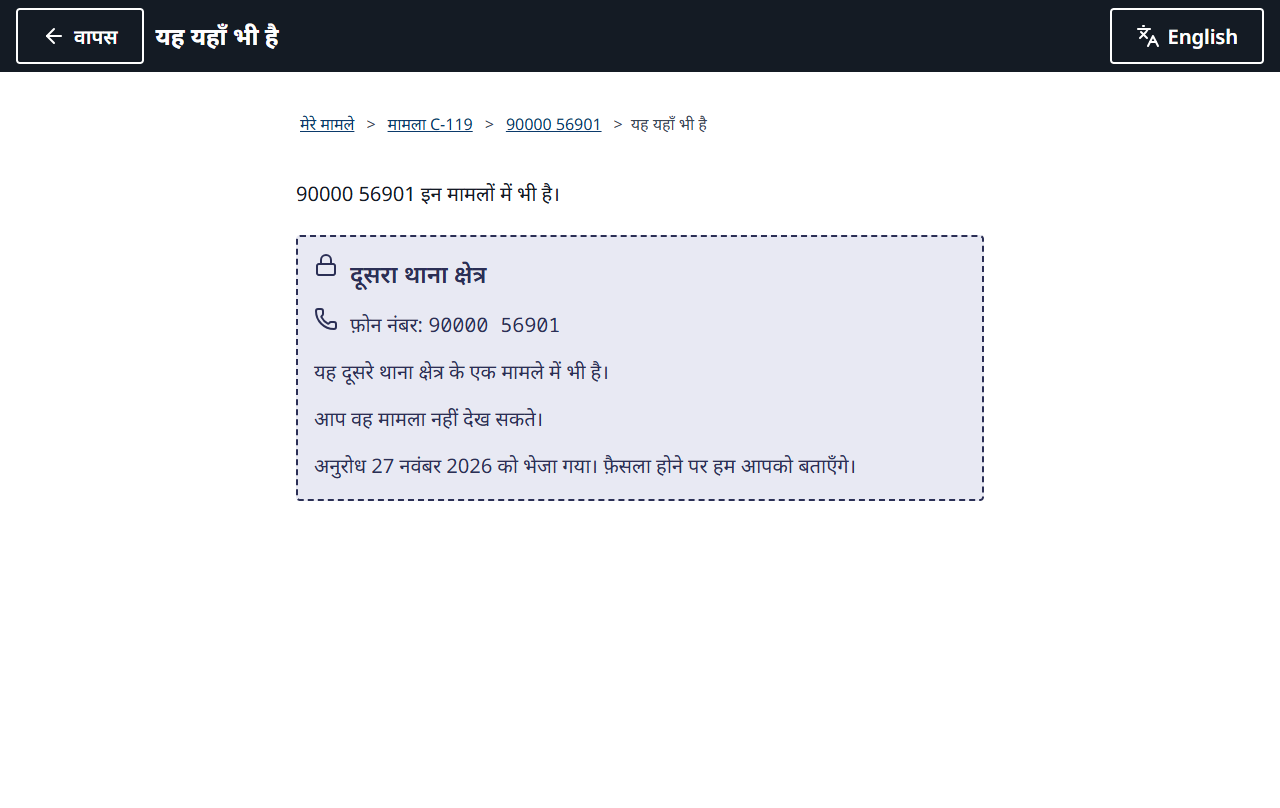 वापस
यह यहाँ भी है
English
मेरे मामले > मामला C-119 > 90000 56901 > यह यहाँ भी है
90000 56901 इन मामलों में भी है।
दूसरा थाना क्षेत्र
फ़ोन नंबर: 90000 56901
यह दूसरे थाना क्षेत्र के एक मामले में भी है।
आप वह मामला नहीं देख सकते।
अनुरोध 27 नवंबर 2026 को भेजा गया। फ़ैसला होने पर हम आपको बताएँगे।